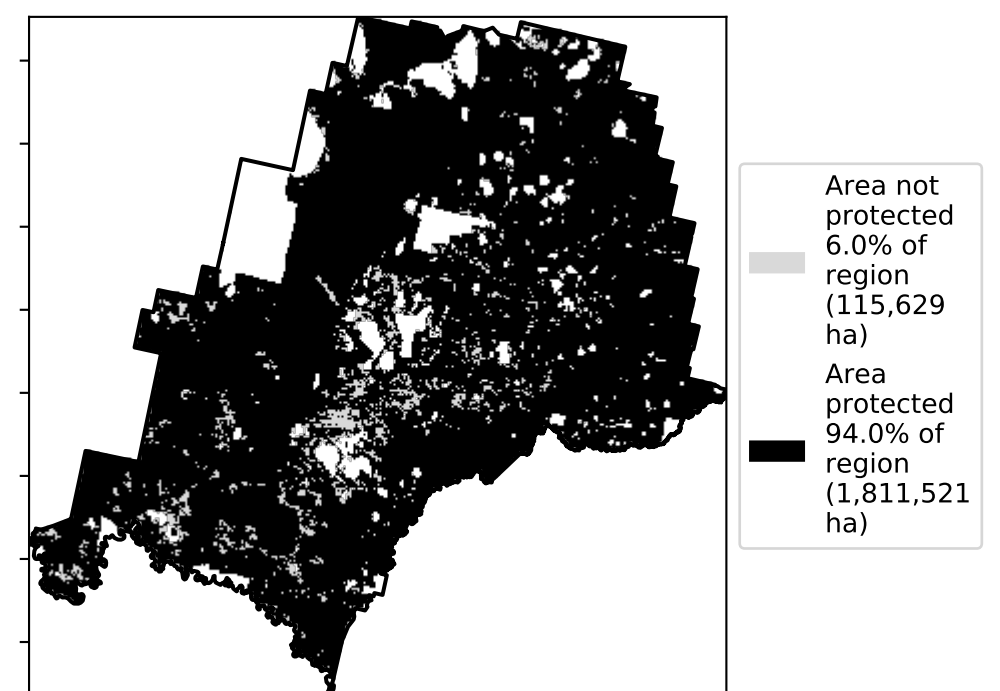 Area not
protected
6.0% of
region
(115,629
ha)
Area
protected
94.0% of
region
(1,811,521
ha)